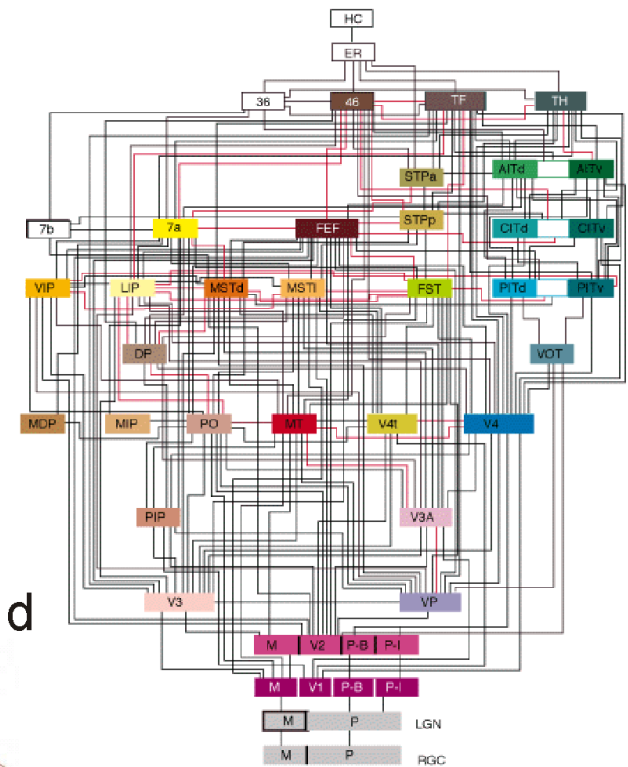 HC
ER
36 46 TF TH
STPa AITd AITv
7b 7a FEF STPp CITd CITv
VIP LIP MSTd MSTl FST PITd PITv
DP VOT
MDP MIP PO MT V4t V4
PIP V3A
V3 VP
d
M V2 P-B P-I
M V1 P-B P-I
M P LGN
M P RGC